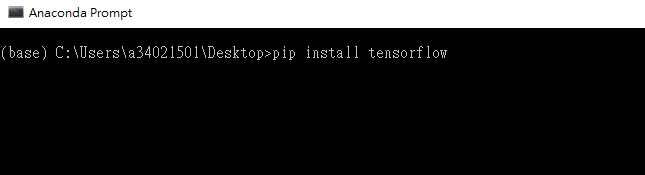 Anaconda Prompt
(base) C:\Users\a34021501\Desktop>pip install tensorflow